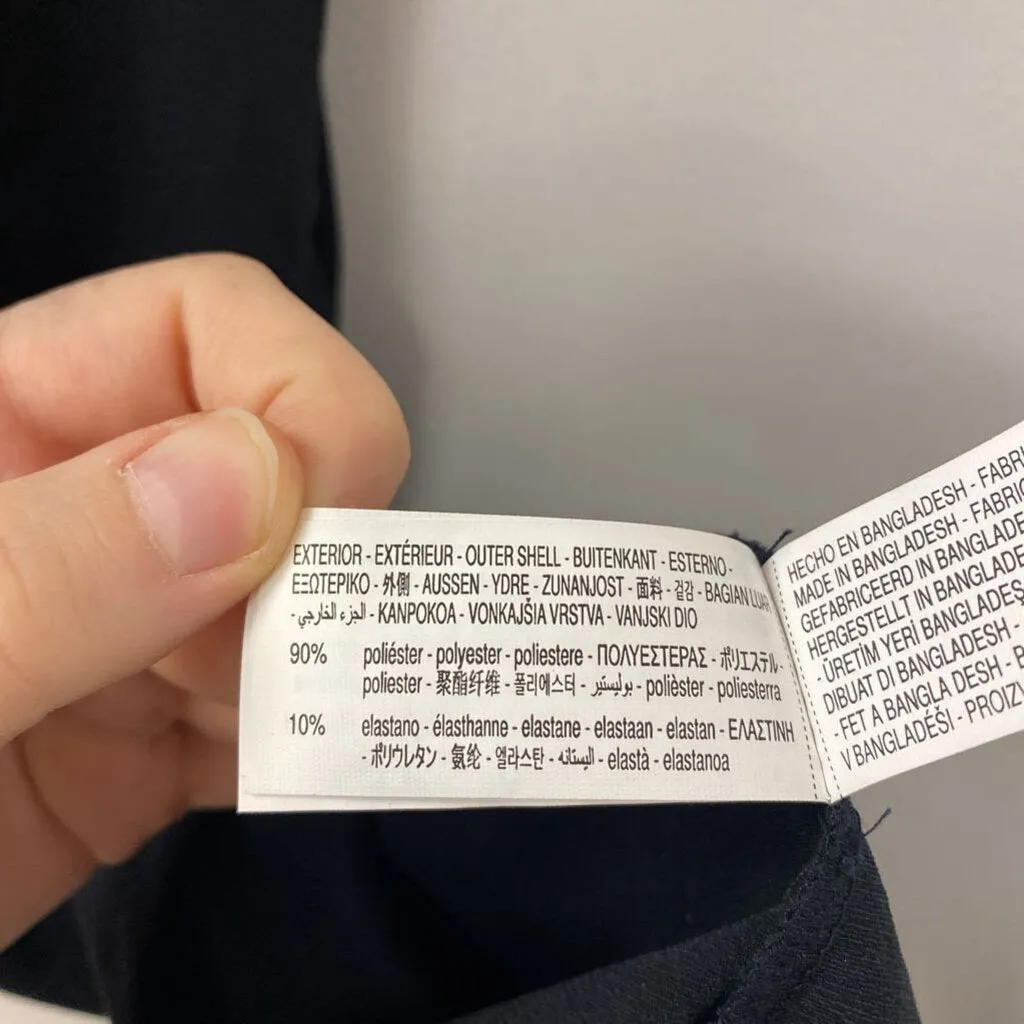 EXTERIOR - EXTÉRIEUR - OUTER SHELL - BUITENKANT - ESTERNO -
ΕΞΩΤΕΡΙΚΟ - 外側 - AUSSEN - YDRE - ZUNANJOST - 面料 - 겉감 - BAGIAN LUAR
- الجزء الخارجي - KANPOKOA - VONKAJŠIA VRSTVA - VANJSKI DIO
90% poliéster - polyester - poliestere - ΠΟΛΥΕΣΤΕΡΑΣ - ポリエステル -
poliester - 聚酯纤维 - 폴리에스터 - بوليستير - polièster - poliesterra
10% elastano - élasthanne - elastane - elastaan - elastan - ΕΛΑΣΤΙΝΗ
- ポリウレタン - 氨纶 - 엘라스탄 - اليستانه - elastà - elastanoa
HECHO EN BANGLADESH - FABRI
MADE IN BANGLADESH - FABRIC
GEFABRICEERD IN BANGLADE
HERGESTELLT IN BANGLADE
- ÜRETİM YERİ BANGLADEŞ
DIBUAT DI BANGLADESH -
- FET A BANGLA DESH - B
V BANGLADÉŠI - PROIZV